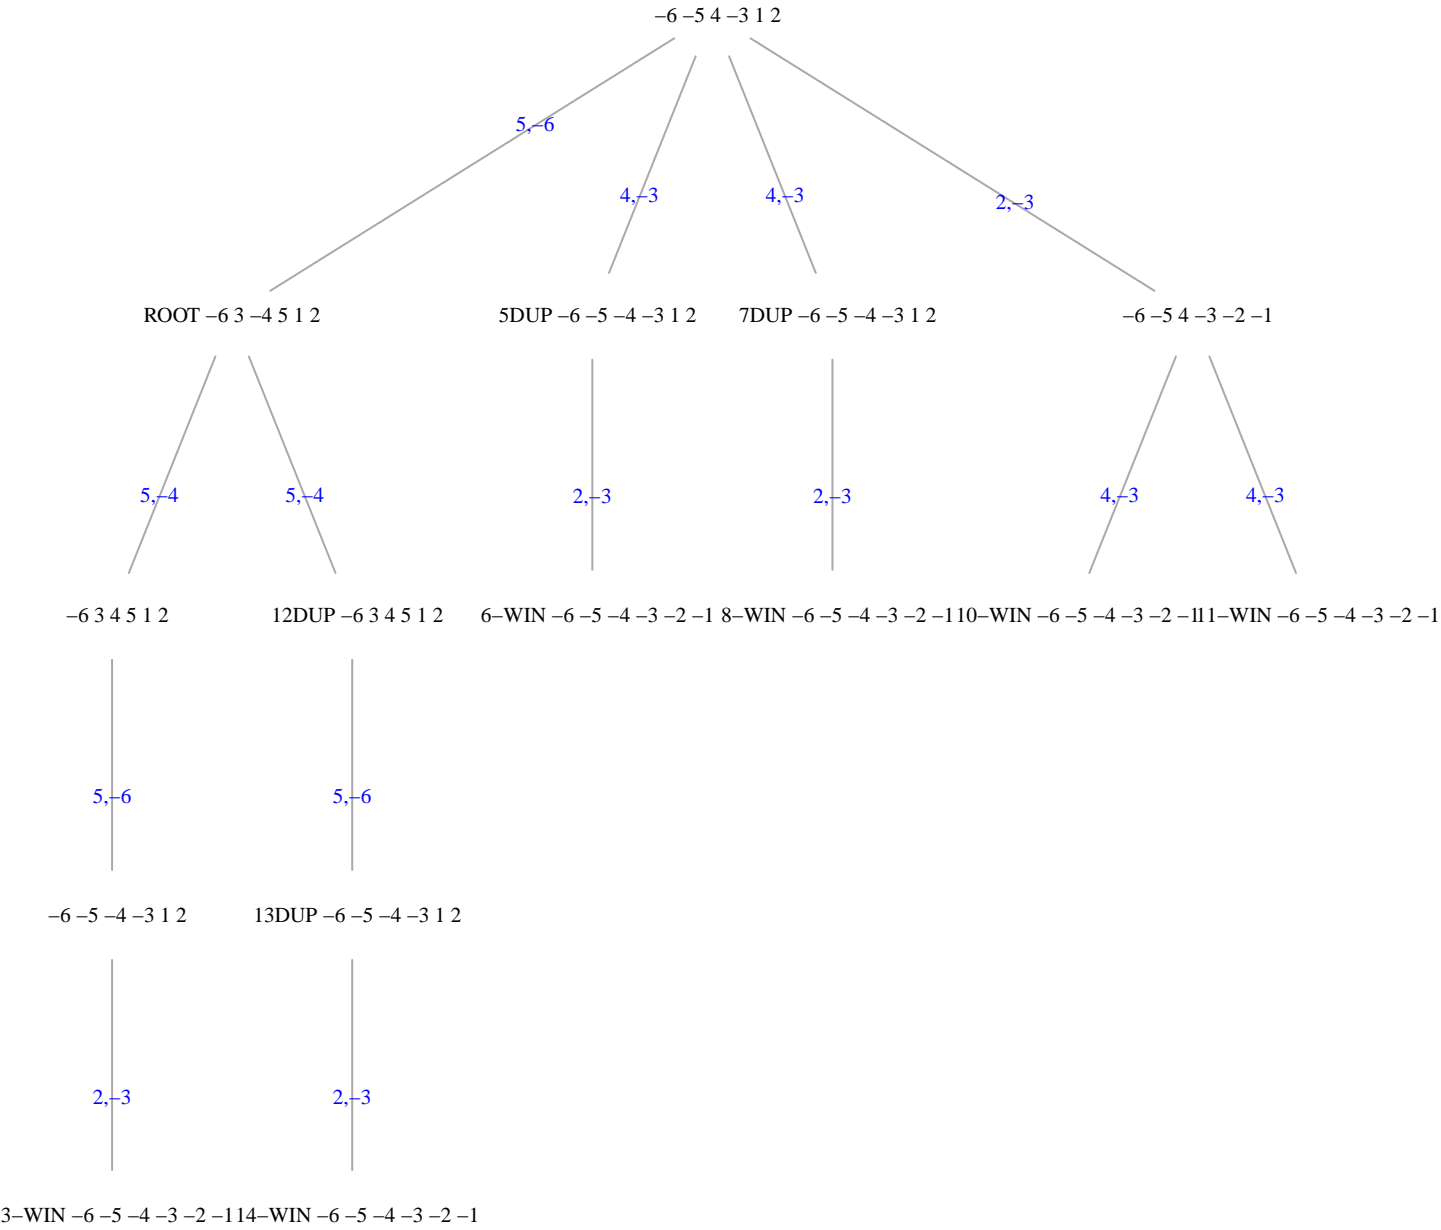 −6 −5 4 −3 1 2
5,−6
4,−3
4,−3
2,−3
ROOT −6 3 −4 5 1 2
5DUP −6 −5 −4 −3 1 2
7DUP −6 −5 −4 −3 1 2
−6 −5 4 −3 −2 −1
5,−4
5,−4
2,−3
2,−3
4,−3
4,−3
−6 3 4 5 1 2
12DUP −6 3 4 5 1 2
6−WIN −6 −5 −4 −3 −2 −1
8−WIN −6 −5 −4 −3 −2 −1
10−WIN −6 −5 −4 −3 −2 −1
11−WIN −6 −5 −4 −3 −2 −1
5,−6
5,−6
−6 −5 −4 −3 1 2
13DUP −6 −5 −4 −3 1 2
2,−3
2,−3
3−WIN −6 −5 −4 −3 −2 −1
14−WIN −6 −5 −4 −3 −2 −1